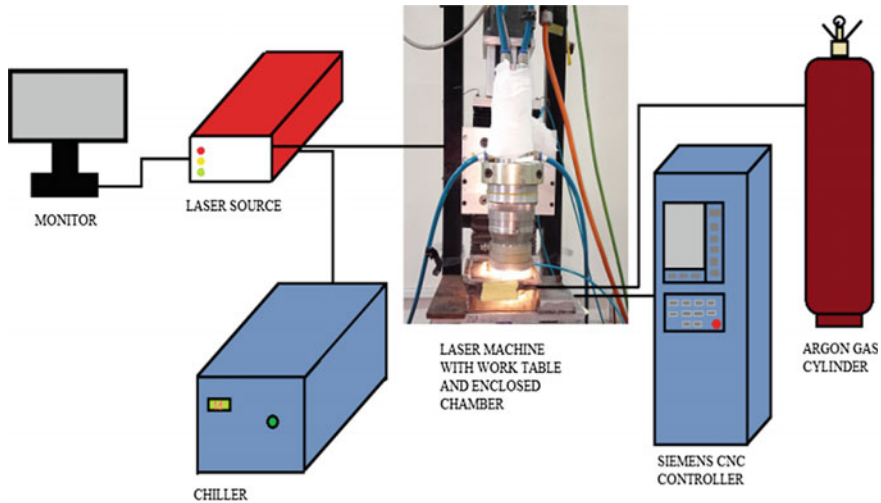 MONITOR
LASER SOURCE
CHILLER
LASER MACHINE
WITH WORK TABLE
AND ENCLOSED
CHAMBER
SIEMENS CNC
CONTROLLER
ARGON GAS
CYLINDER